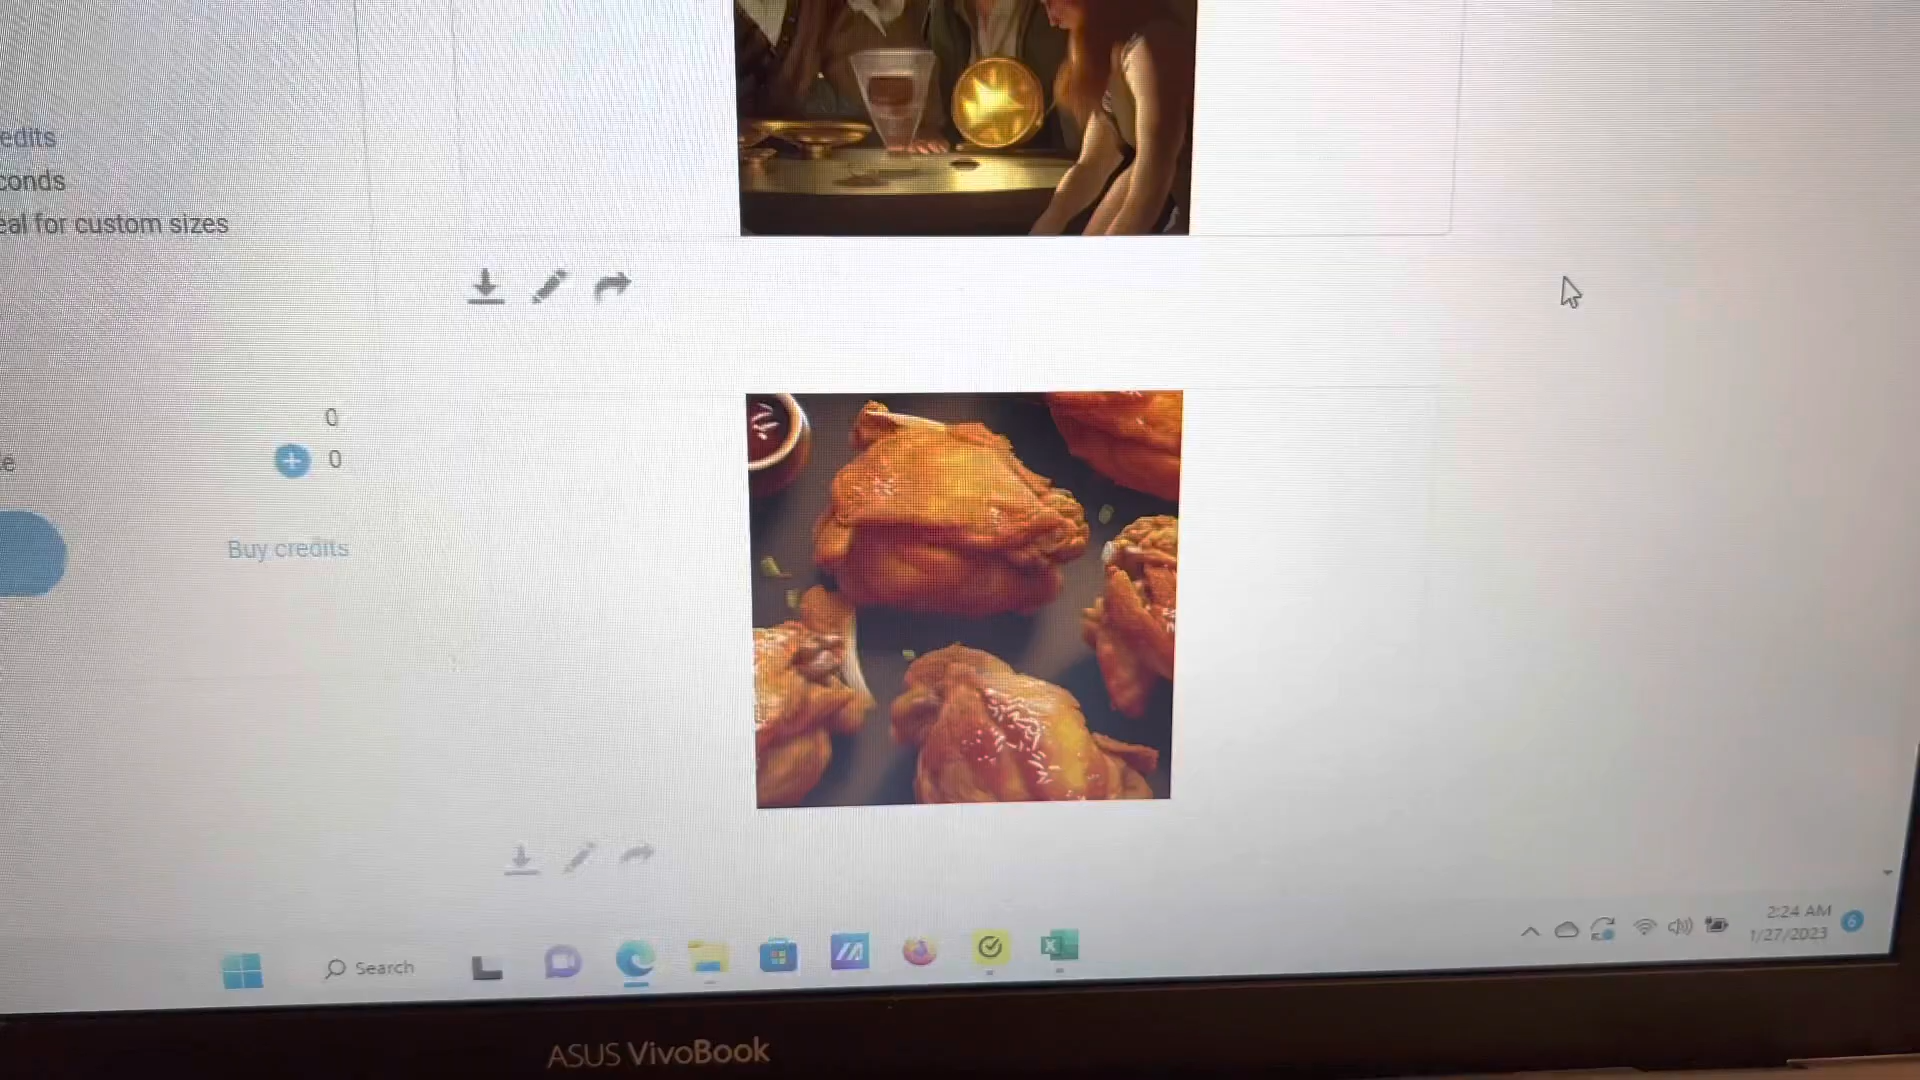 edits
conds
eal for custom sizes
0
e
0
Buy credits
Search
2:24 AM
1/27/2023
6
ASUS VivoBook